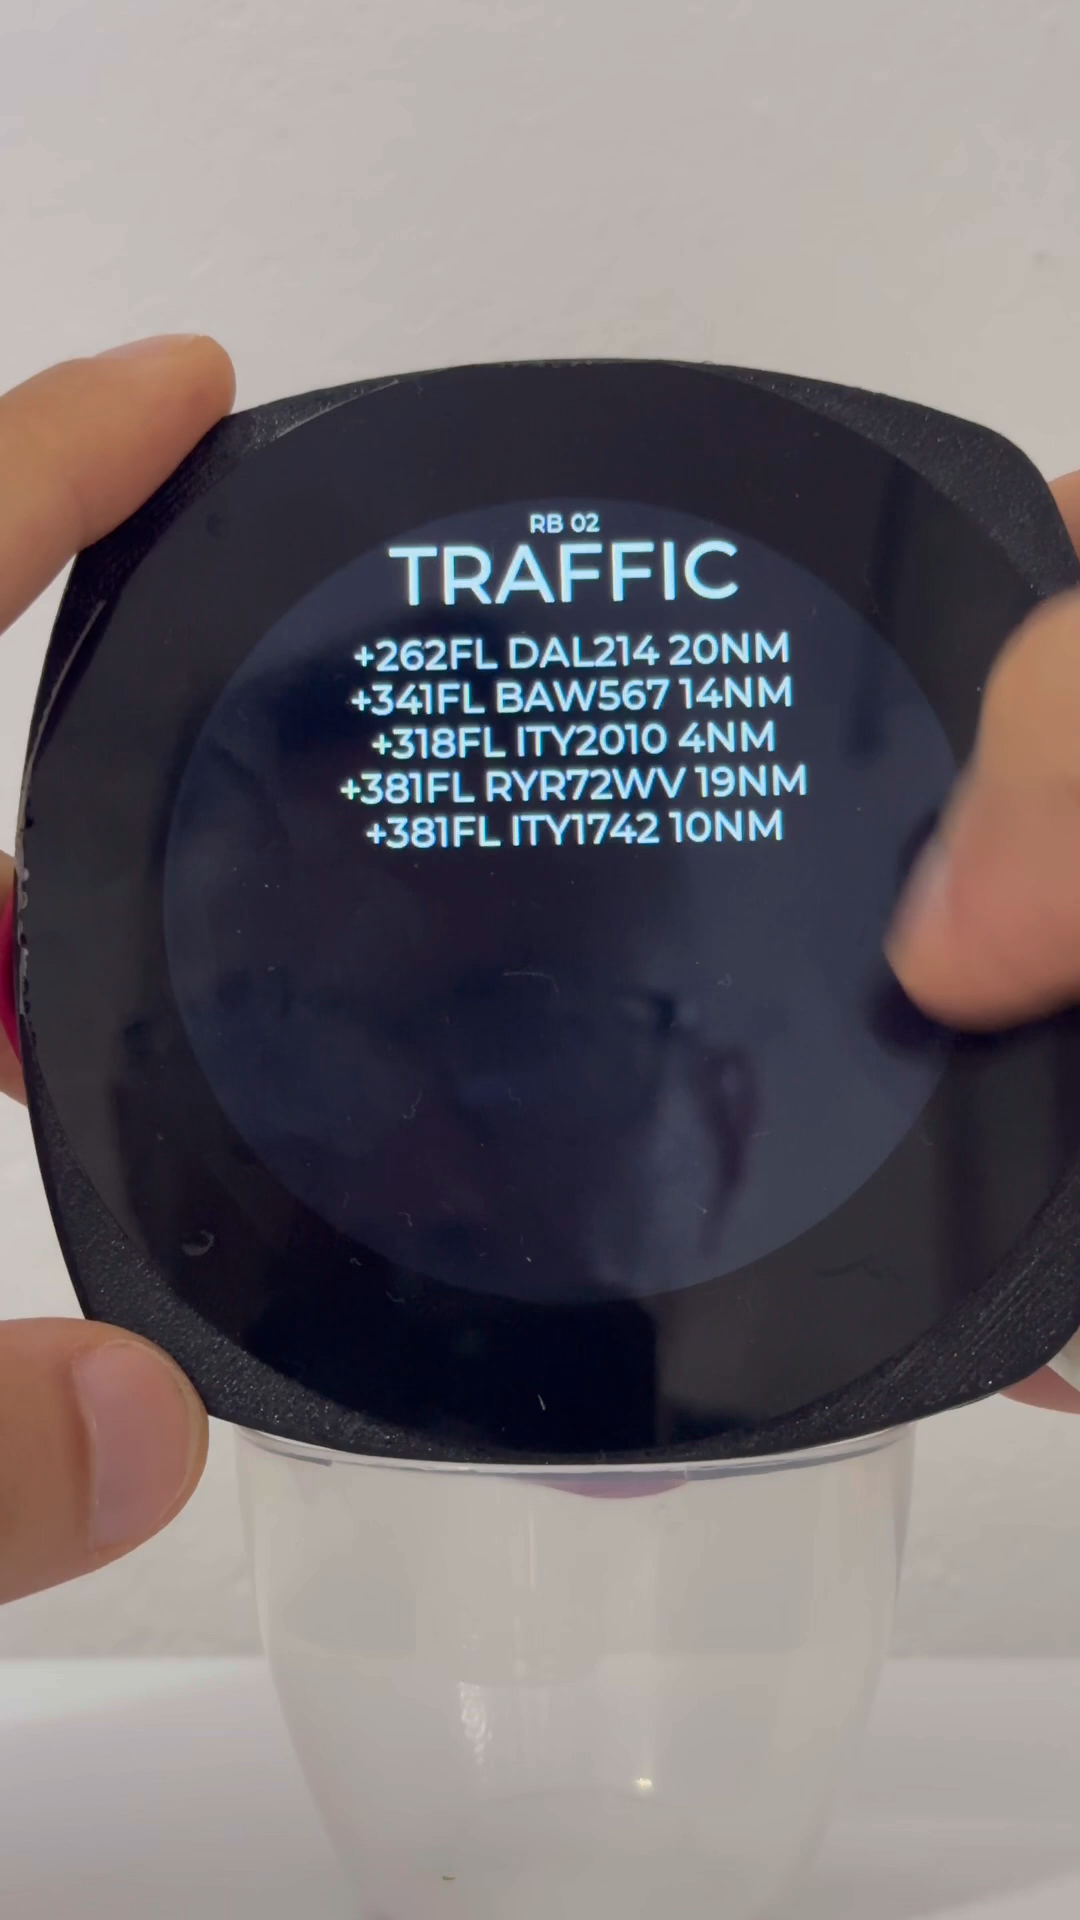 RB 02
TRAFFIC
+262FL DAL214 20NM
+341FL BAW567 14NM
+318FL ITY2010 4NM
+381FL RYR72WV 19NM
+381FL ITY1742 10NM